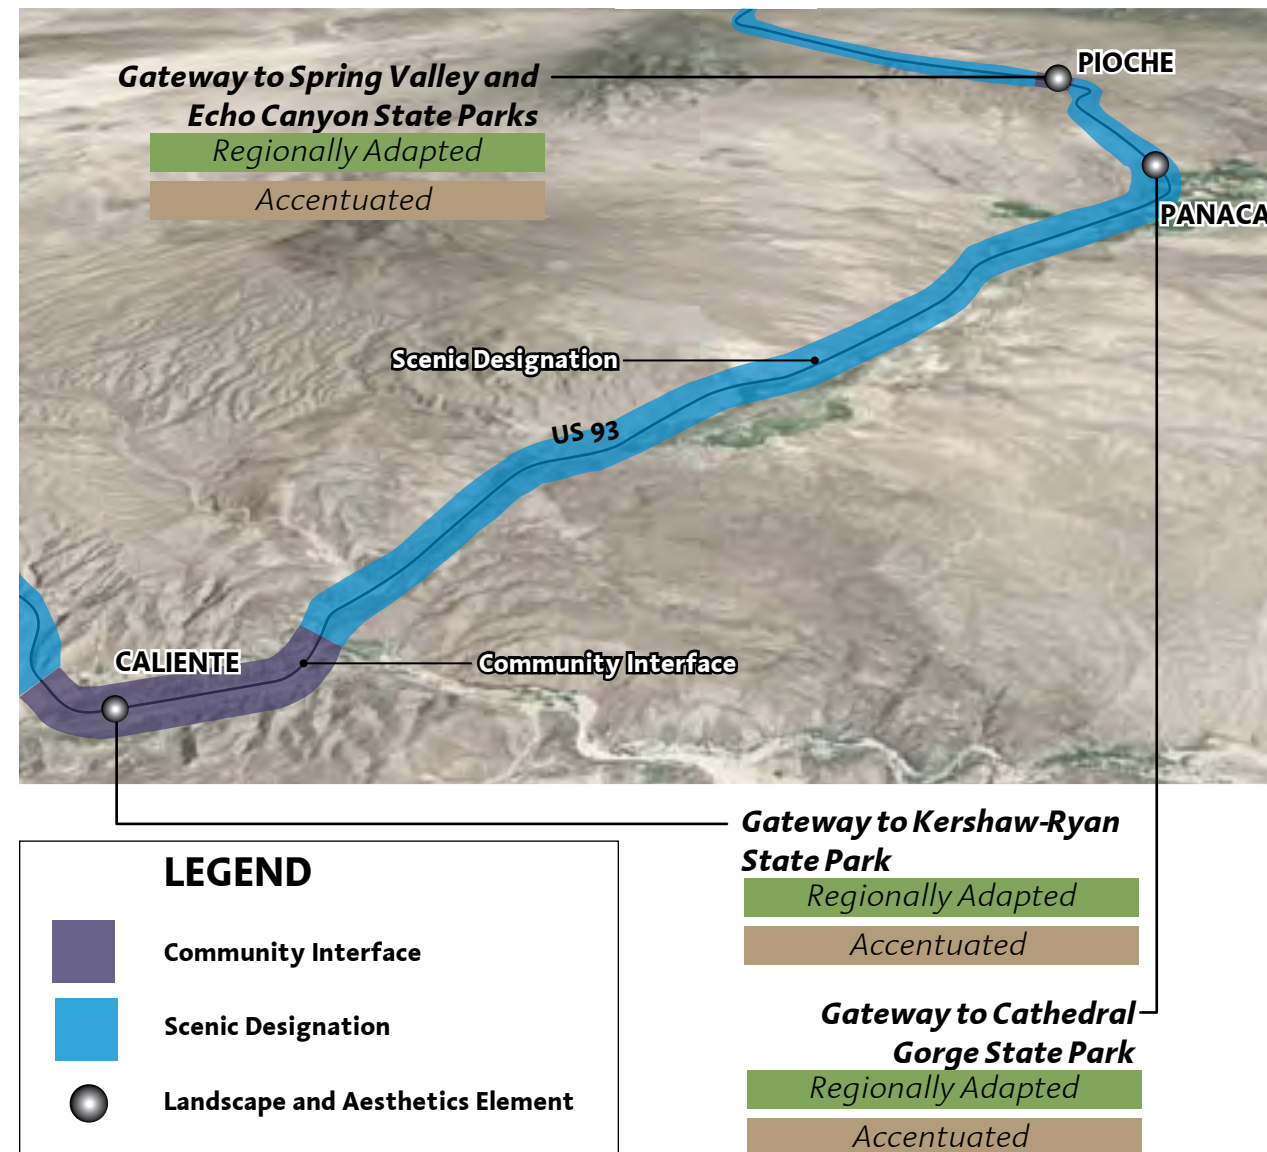 PIOCHE
Gateway to Spring Valley and
Echo Canyon State Parks
Regionally Adapted
Accentuated
PANACA
Scenic Designation
US 93
CALIENTE
Community Interface
Gateway to Kershaw-Ryan
State Park
Regionally Adapted
Accentuated
Gateway to Cathedral
Gorge State Park
Regionally Adapted
Accentuated
LEGEND
Community Interface
Scenic Designation
Landscape and Aesthetics Element